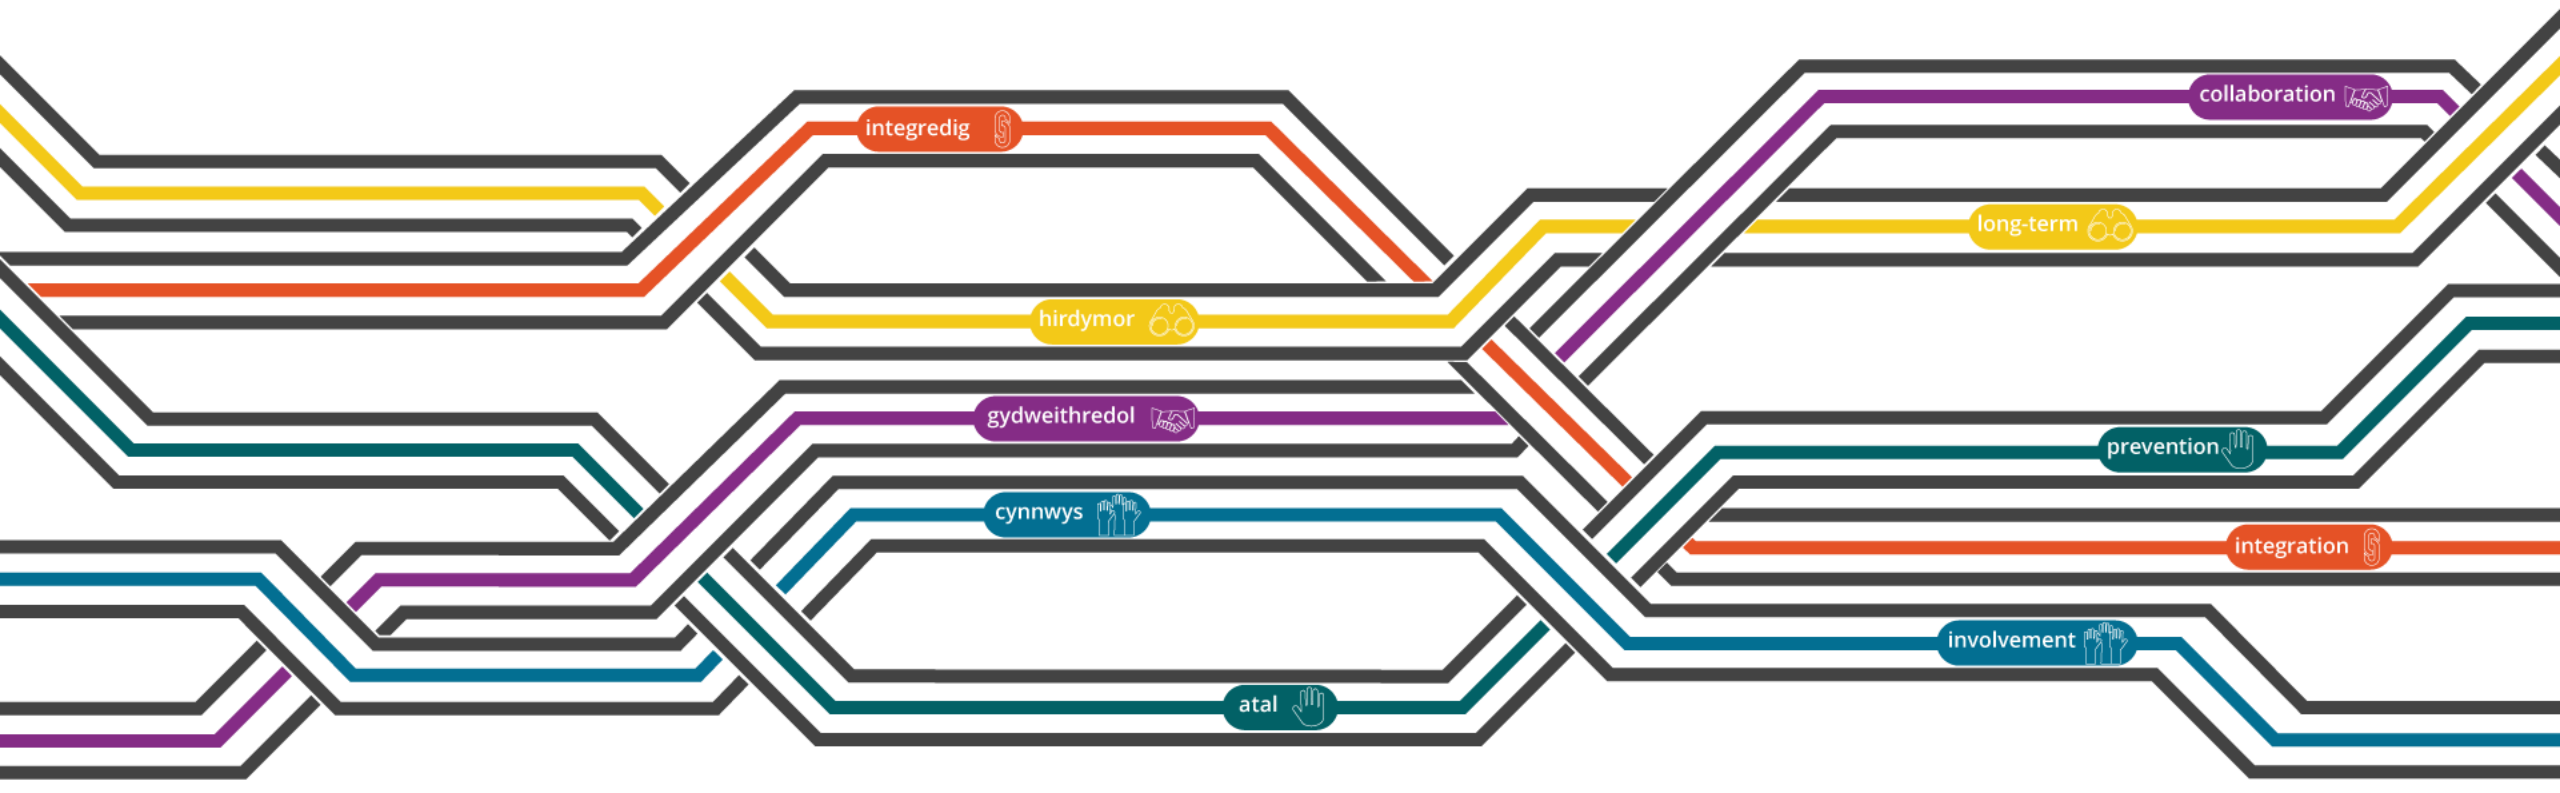 integredig
hirdymor
gydweithredol
cynnwys
atal
collaboration
long-term
prevention
integration
involvement